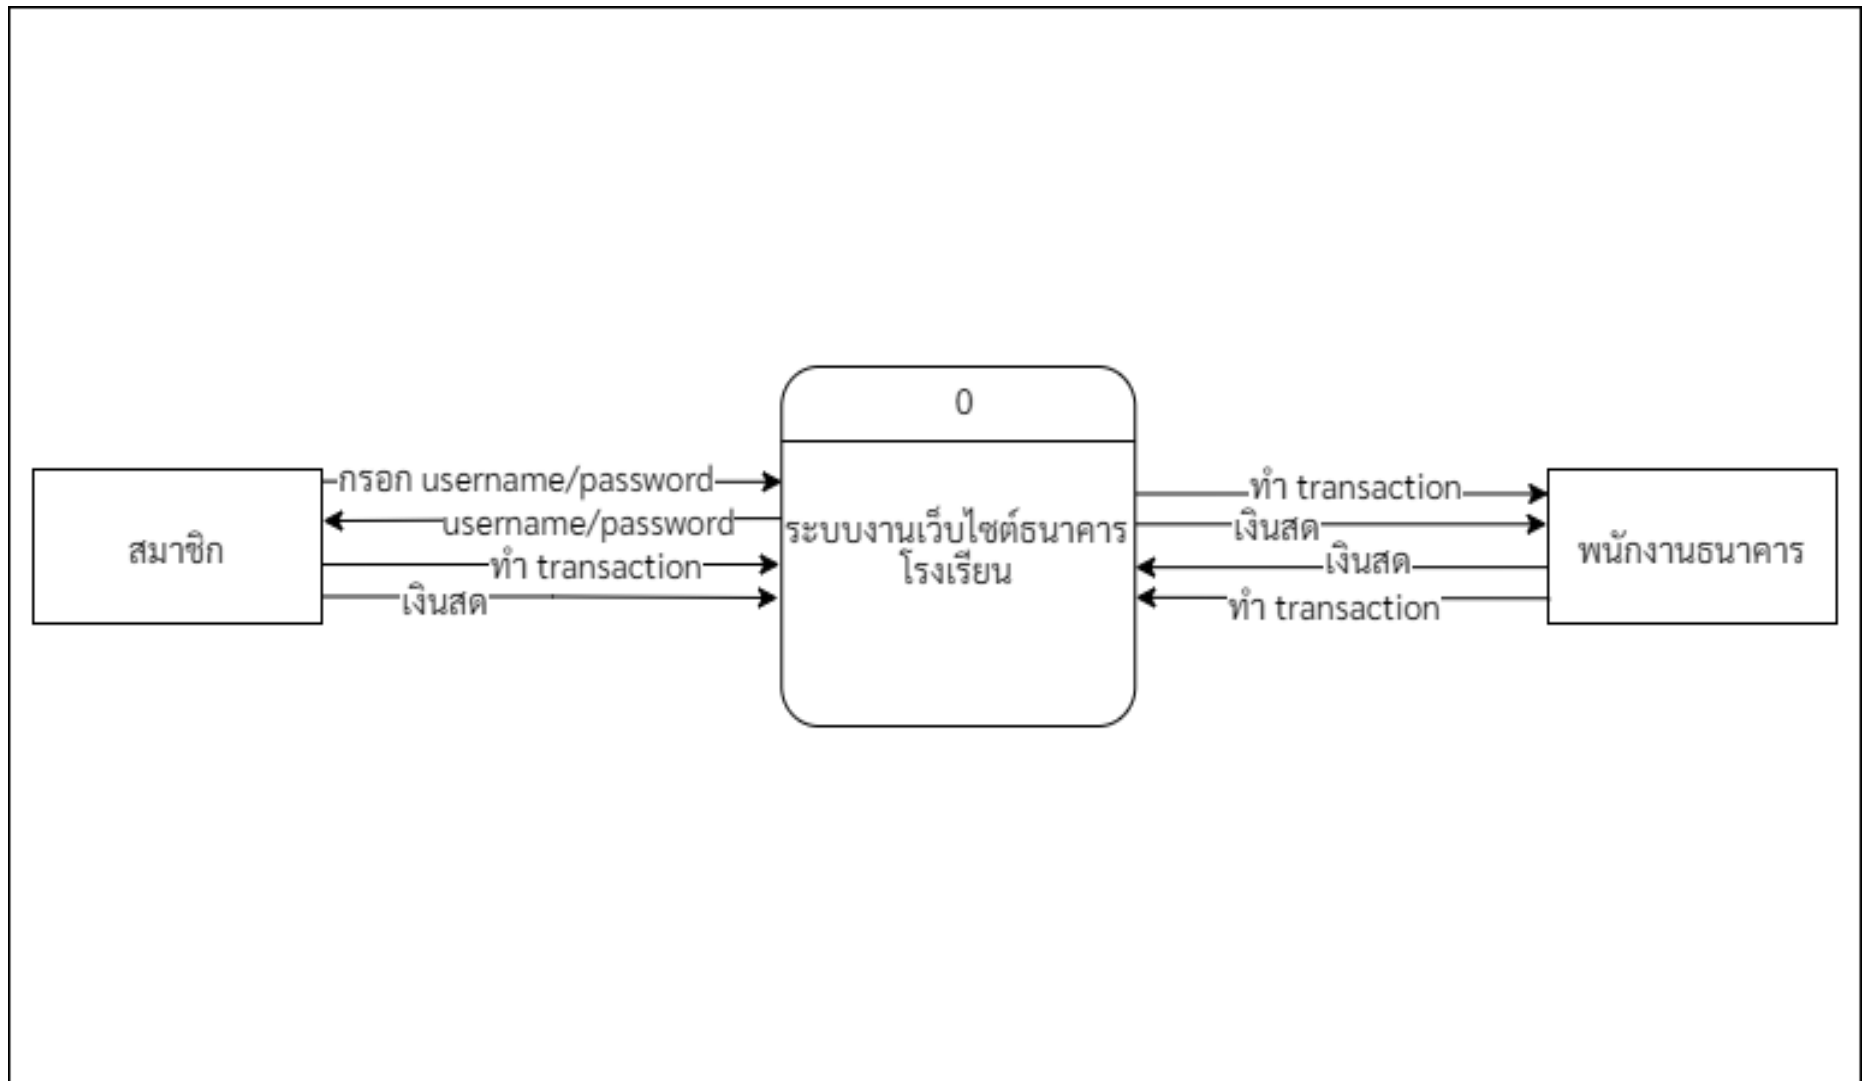 0
กรอก username/password
username/password
สมาชิก
ทำ transaction
เงินสด
ระบบงานเว็บไซต์ธนาคาร
โรงเรียน
ทำ transaction
เงินสด
เงินสด
ทำ transaction
พนักงานธนาคาร